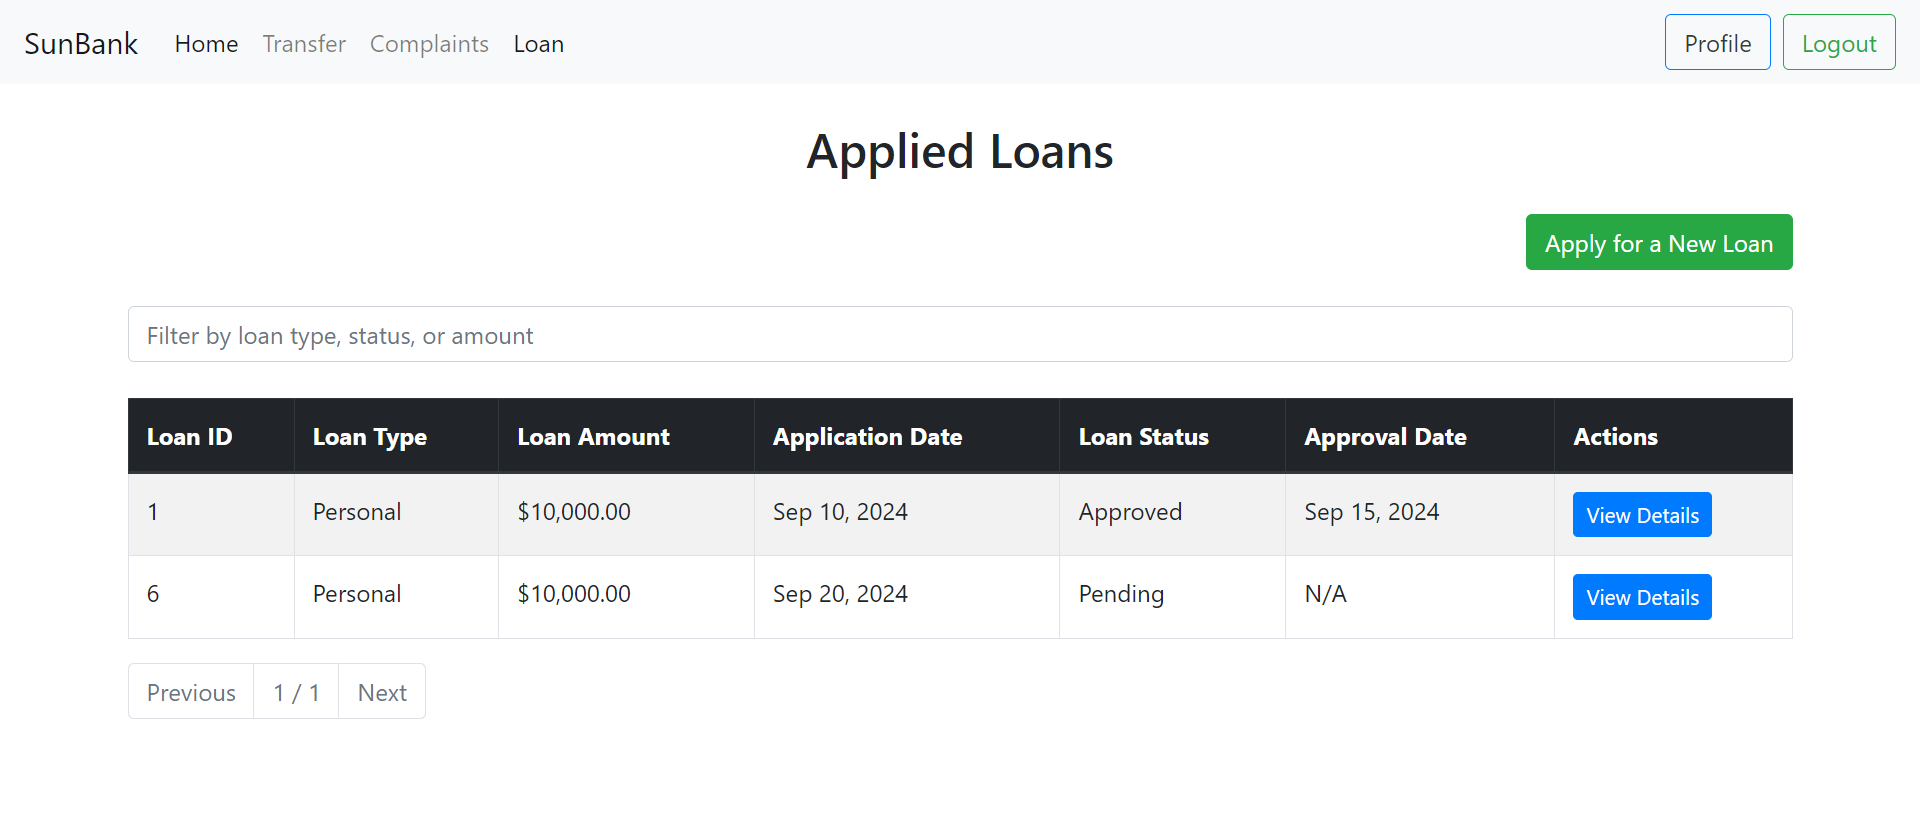 SunBank Home Transfer Complaints Loan Profile Logout
Applied Loans
Apply for a New Loan
Filter by loan type, status, or amount
Loan ID Loan Type Loan Amount Application Date Loan Status Approval Date Actions
1 Personal $10,000.00 Sep 10, 2024 Approved Sep 15, 2024 View Details
6 Personal $10,000.00 Sep 20, 2024 Pending N/A View Details
Previous 1 / 1 Next